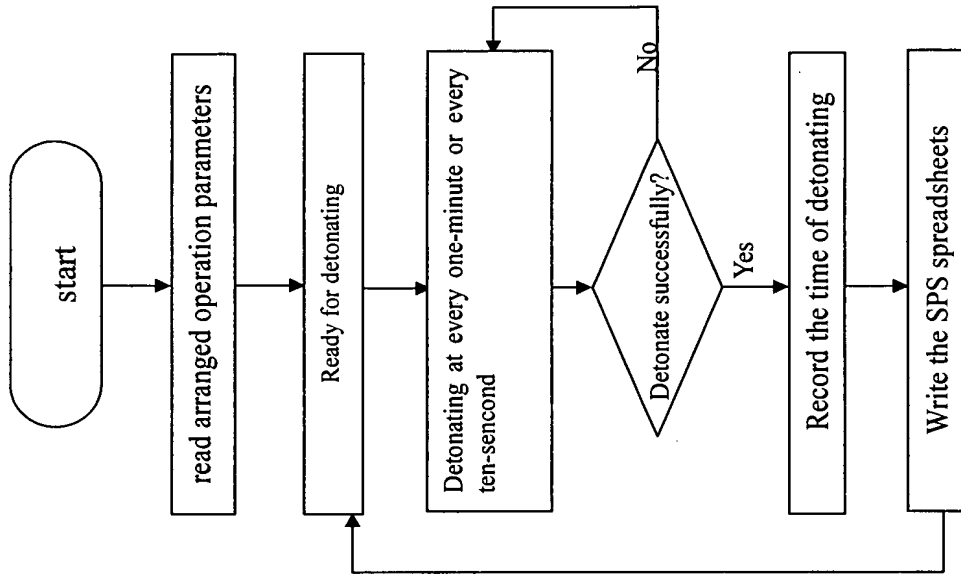 start
read arranged operation parameters
Ready for detonating
Detonating at every one-minute or every
ten-sencond
Detonate successfully?
No
Yes
Record the time of detonating
Write the SPS spreadsheets